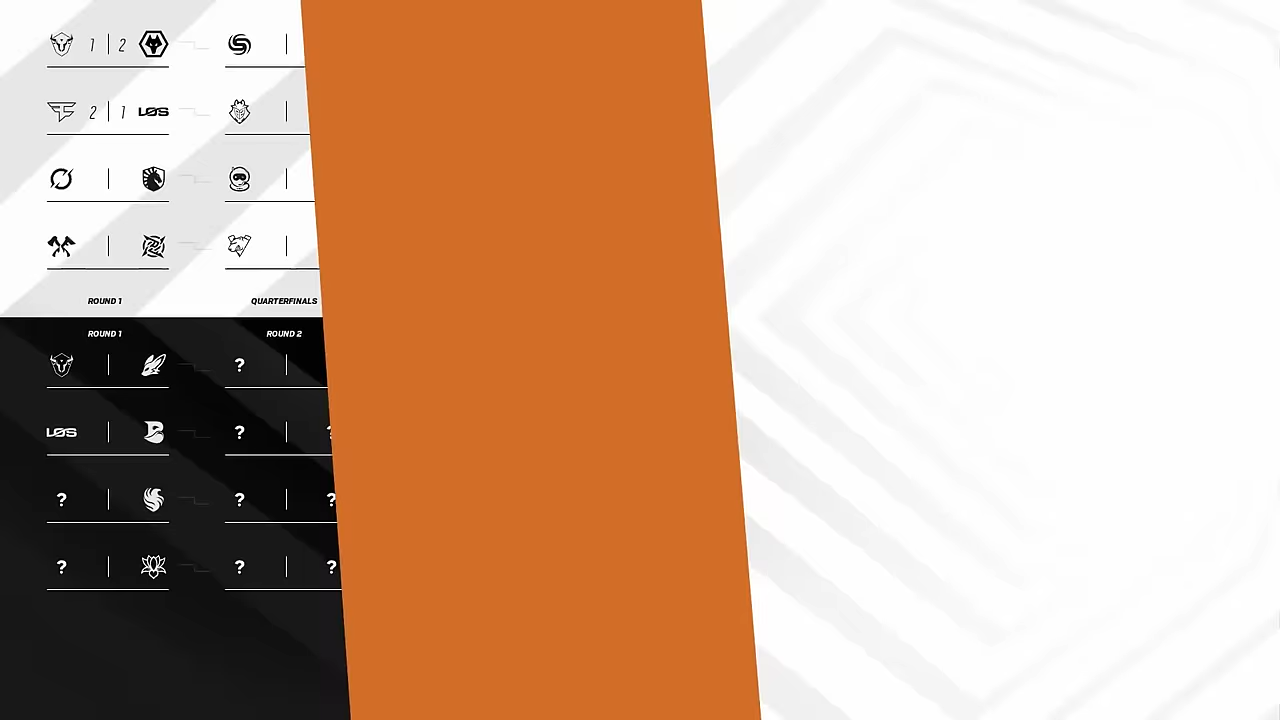 1 | 2
2 | 1 LØS
ROUND 1 QUARTERFINALS
ROUND 1 ROUND 2
?
LØS ? ?
? ? ?
? ? ?